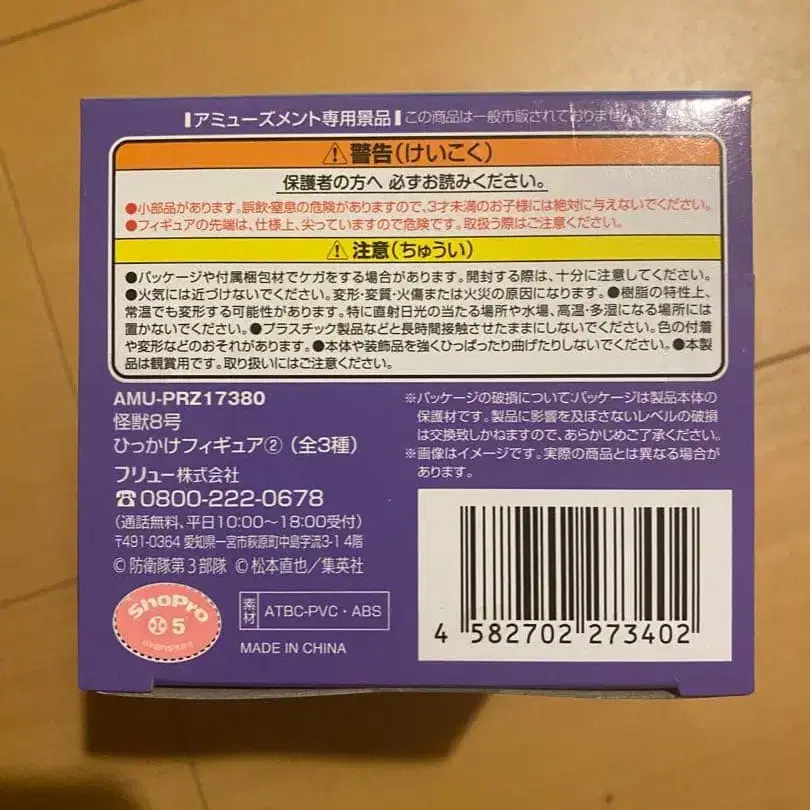 アミューズメント専用景品 この商品は一般市販されておりません
⚠警告(けいこく)
保護者の方へ 必ずお読みください。
●小部品があります。誤飲・窒息の危険がありますので、3才未満のお子様には絶対に与えないでください。
●フィギュアの先端は、仕様上、尖っていますので危険です。取扱う際はご注意ください。
⚠注意(ちゅうい)
●パッケージや付属梱包材でケガをする場合があります。開封する際は、十分に注意してください。
●火気には近づけないでください。変形・変質・火傷または火災の原因になります。●樹脂の特性上、
常温でも変形する可能性があります。特に直射日光の当たる場所や水場、高温・多湿になる場所には
置かないでください。●プラスチック製品などと長時間接触させたままにしないでください。色の付着
や変形などのおそれがあります。●本体や装飾品を強くひっぱったり曲げたりしないでください。●本製
品は観賞用です。取り扱いにはご注意ください。
AMU-PRZ17380
怪獣8号
ひっかけフィギュア②(全3種)
フリュー株式会社
☎0800-222-0678
(通話無料、平日10:00〜18:00受付)
〒491-0364 愛知県一宮市萩原町中島字流3-1 4階
©防衛隊第3部隊 ©松本直也/集英社
※パッケージの破損について:パッケージは製品本体の
保護材です。製品に影響を及ぼさないレベルの破損
は交換致しかねますので、あらかじめご了承ください。
※画像はイメージです。実際の商品とは異なる場合が
あります。
ShoPro
5
素材 ATBC-PVC・ABS
MADE IN CHINA
4 582702 273402